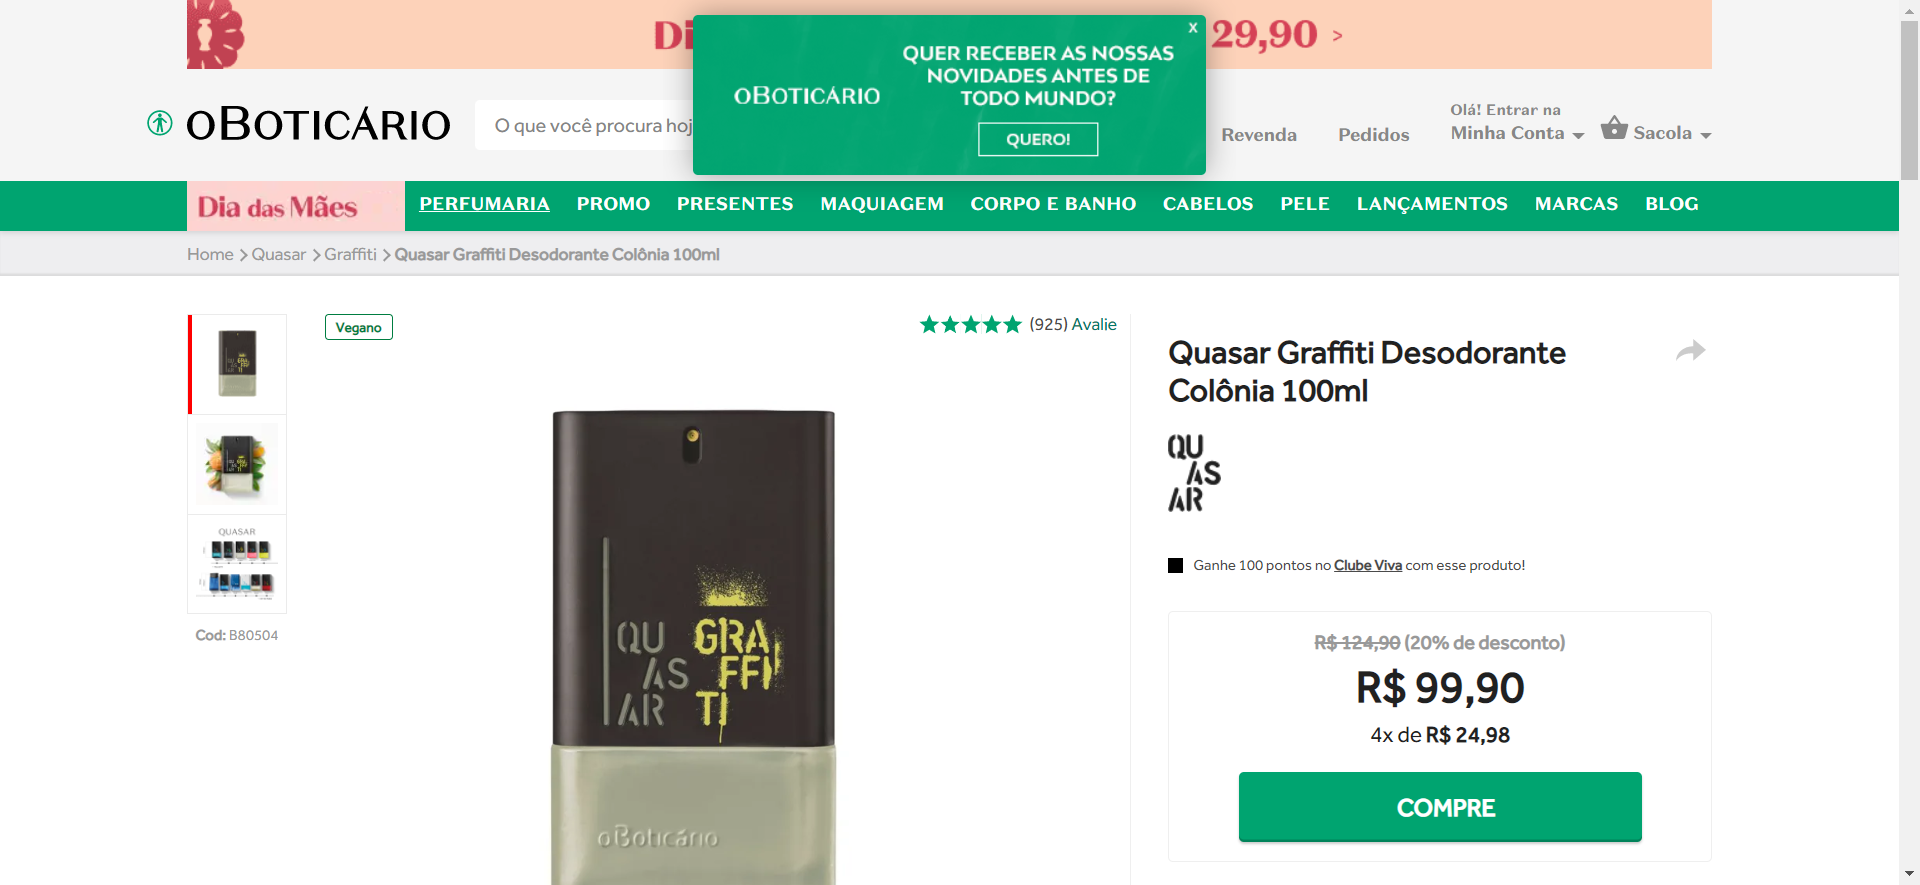 Di
29,90 >
x
QUER RECEBER AS NOSSAS
NOVIDADES ANTES DE
TODO MUNDO?
oBOTICÁRIO
QUERO!
oBOTICÁRIO
O que você procura hoj
Revenda
Pedidos
Olá! Entrar na
Minha Conta
Sacola
Dia das Mães
PERFUMARIA
PROMO
PRESENTES
MAQUIAGEM
CORPO E BANHO
CABELOS
PELE
LANÇAMENTOS
MARCAS
BLOG
Home > Quasar > Graffiti > Quasar Graffiti Desodorante Colônia 100ml
QUASAR
Cod: B80504
Vegano
(925) Avalie
QU
AS
AR
GRA
FFI
TI
oBoticário
Quasar Graffiti Desodorante
Colônia 100ml
QU
AS
AR
Ganhe 100 pontos no Clube Viva com esse produto!
R$ 124,90 (20% de desconto)
R$ 99,90
4x de R$ 24,98
COMPRE